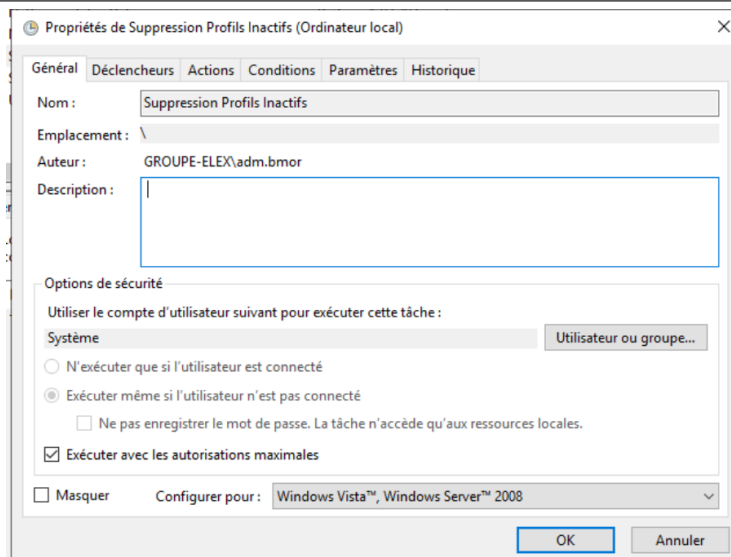 Propriétés de Suppression Profils Inactifs (Ordinateur local)
Général Déclencheurs Actions Conditions Paramètres Historique
Nom : Suppression Profils Inactifs
Emplacement : \
Auteur : GROUPE-ELEX\adm.bmor
Description :
Options de sécurité
Utiliser le compte d'utilisateur suivant pour exécuter cette tâche :
Système Utilisateur ou groupe...
N'exécuter que si l'utilisateur est connecté
Exécuter même si l'utilisateur n'est pas connecté
Ne pas enregistrer le mot de passe. La tâche n'accède qu'aux ressources locales.
Exécuter avec les autorisations maximales
Masquer Configurer pour : Windows Vista™, Windows Server™ 2008
OK Annuler